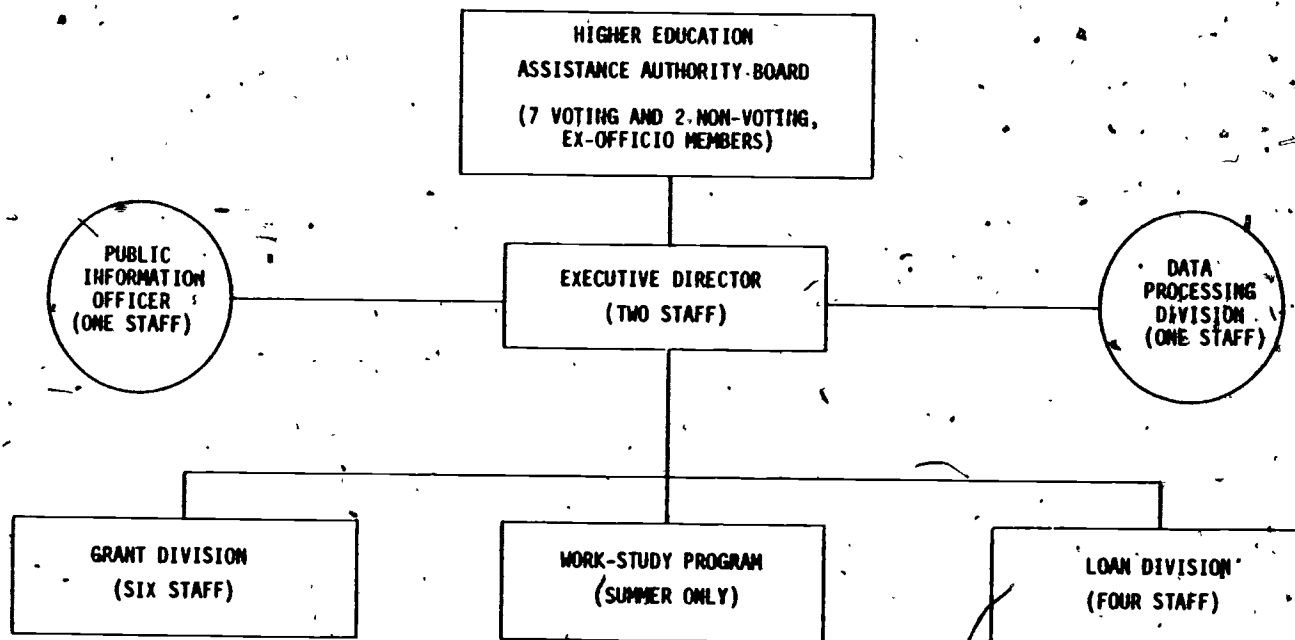 HIGHER EDUCATION
ASSISTANCE AUTHORITY BOARD
(7 VOTING AND 2 NON-VOTING,
EX-OFFICIO MEMBERS)
PUBLIC
INFORMATION
OFFICER
(ONE STAFF)
EXECUTIVE DIRECTOR
(TWO STAFF)
DATA
PROCESSING
DIVISION
(ONE STAFF)
GRANT DIVISION
(SIX STAFF)
WORK-STUDY PROGRAM
(SUMMER ONLY)
LOAN DIVISION
(FOUR STAFF)